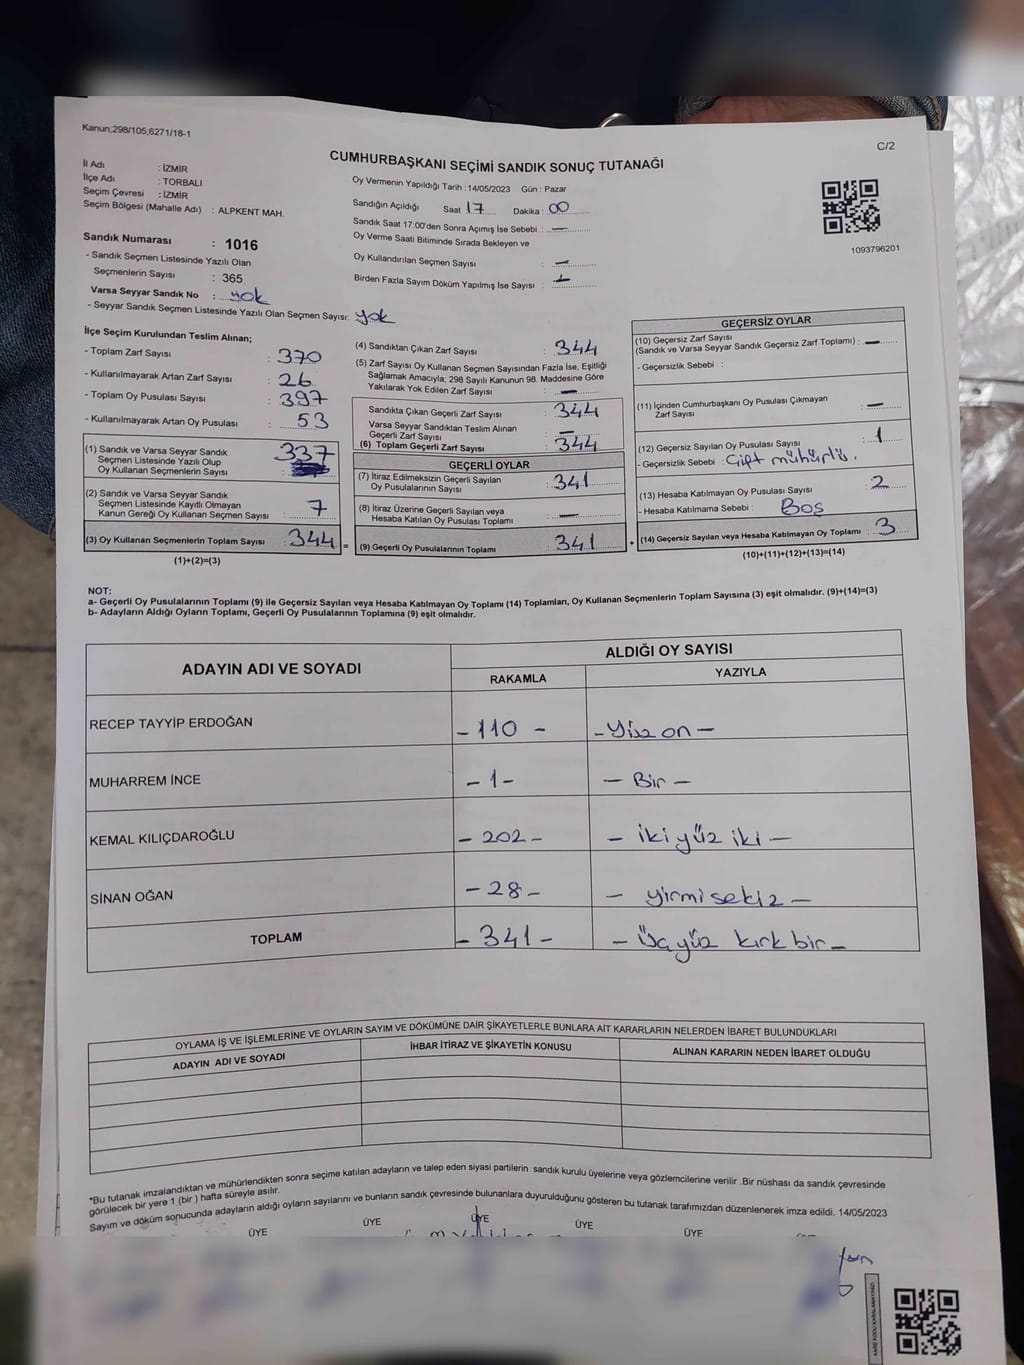 Kanun;298/105;6271/18-1
C/2
CUMHURBAŞKANI SEÇİMİ SANDIK SONUÇ TUTANAĞI
İl Adı : İZMİR
İlçe Adı : TORBALI
Seçim Çevresi : İZMİR
Seçim Bölgesi (Mahalle Adı) : ALPKENT MAH.
Oy Vermenin Yapıldığı Tarih :14/05/2023 Gün : Pazar
Sandığın Açıldığı Saat 17 Dakika : 00
Sandık Saat 17:00'den Sonra Açımış İse Sebebi : —
Oy Verme Saati Bitiminde Sırada Bekleyen ve
Oy Kullandırılan Seçmen Sayısı : —
Birden Fazla Sayım Döküm Yapılmış İse Sayısı :
1093796201
Sandık Numarası : 1016
- Sandık Seçmen Listesinde Yazılı Olan
Seçmenlerin Sayısı : 365
Varsa Seyyar Sandık No : yok
- Seyyar Sandık Seçmen Listesinde Yazılı Olan Seçmen Sayısı: yok
İlçe Seçim Kurulundan Teslim Alınan;
- Toplam Zarf Sayısı : 370
- Kullanılmayarak Artan Zarf Sayısı : 26
- Toplam Oy Pusulası Sayısı : 397
- Kullanılmayarak Artan Oy Pusulası : 53
(1) Sandık ve Varsa Seyyar Sandık
Seçmen Listesinde Yazılı Olup
Oy Kullanan Seçmenlerin Sayısı : 337
(2) Sandık ve Varsa Seyyar Sandık
Seçmen Listesinde Kayıtlı Olmayan
Kanun Gereği Oy Kullanan Seçmen Sayısı : 7
(3) Oy Kullanan Seçmenlerin Toplam Sayısı : 344 =
(1)+(2)=(3)
(4) Sandıktan Çıkan Zarf Sayısı : 344
(5) Zarf Sayısı Oy Kullanan Seçmen Sayısından Fazla İse, Eşitliği
Sağlamak Amacıyla; 298 Sayılı Kanunun 98. Maddesine Göre
Yakılarak Yok Edilen Zarf Sayısı : —
Sandıkta Çıkan Geçerli Zarf Sayısı : 344
Varsa Seyyar Sandıktan Teslim Alınan
Geçerli Zarf Sayısı : —
(6) Toplam Geçerli Zarf Sayısı : 344
GEÇERLİ OYLAR
(7) İtiraz Edilmeksizin Geçerli Sayılan
Oy Pusulalarının Sayısı : 341
(8) İtiraz Üzerine Geçerli Sayılan veya
Hesaba Katılan Oy Pusulası Toplamı : —
(9) Geçerli Oy Pusulalarının Toplamı : 341 +
GEÇERSİZ OYLAR
(10) Geçersiz Zarf Sayısı
(Sandık ve Varsa Seyyar Sandık Geçersiz Zarf Toplamı) : —
- Geçersizlik Sebebi :
(11) İçinden Cumhurbaşkanı Oy Pusulası Çıkmayan
Zarf Sayısı : —
(12) Geçersiz Sayılan Oy Pusulası Sayısı : 1
- Geçersizlik Sebebi : Çift mühürlü.
(13) Hesaba Katılmayan Oy Pusulası Sayısı : 2
- Hesaba Katılmama Sebebi : Boş
(14) Geçersiz Sayılan veya Hesaba Katılmayan Oy Toplamı : 3
(10)+(11)+(12)+(13)=(14)
NOT:
a- Geçerli Oy Pusulalarının Toplamı (9) ile Geçersiz Sayılan veya Hesaba Katılmayan Oy Toplamı (14) Toplamları, Oy Kullanan Seçmenlerin Toplam Sayısına (3) eşit olmalıdır. (9)+(14)=(3)
b- Adayların Aldığı Oyların Toplamı, Geçerli Oy Pusulalarının Toplamına (9) eşit olmalıdır.
ADAYIN ADI VE SOYADI
ALDIĞI OY SAYISI
RAKAMLA YAZIYLA
RECEP TAYYİP ERDOĞAN - 110 - - Yüz on -
MUHARREM İNCE - 1 - - Bir -
KEMAL KILIÇDAROĞLU - 202 - - iki yüz iki -
SİNAN OĞAN - 28 - - yirmi sekiz -
TOPLAM - 341 - - Üç yüz kırk bir -
OYLAMA İŞ VE İŞLEMLERİNE VE OYLARIN SAYIM VE DÖKÜMÜNE DAİR ŞİKAYETLERLE BUNLARA AİT KARARLARIN NELERDEN İBARET BULUNDUKLARI
ADAYIN ADI VE SOYADI İHBAR İTİRAZ VE ŞİKAYETİN KONUSU ALINAN KARARIN NEDEN İBARET OLDUĞU
*Bu tutanak imzalandıktan ve mühürlendikten sonra seçime katılan adayların ve talep eden siyasi partilerin sandık kurulu üyelerine veya gözlemcilerine verilir .Bir nüshası da sandık çevresinde
görülecek bir yere 1 (bir ) hafta süreyle asılır.
Sayım ve döküm sonucunda adayların aldığı oyların sayılarını ve bunların sandık çevresinde bulunanlara duyurulduğunu gösteren bu tutanak tarafımızdan düzenlenerek imza edildi. 14/05/2023
ÜYE ÜYE ÜYE ÜYE ÜYE
KARE KODU KARALAMAYINIZ!